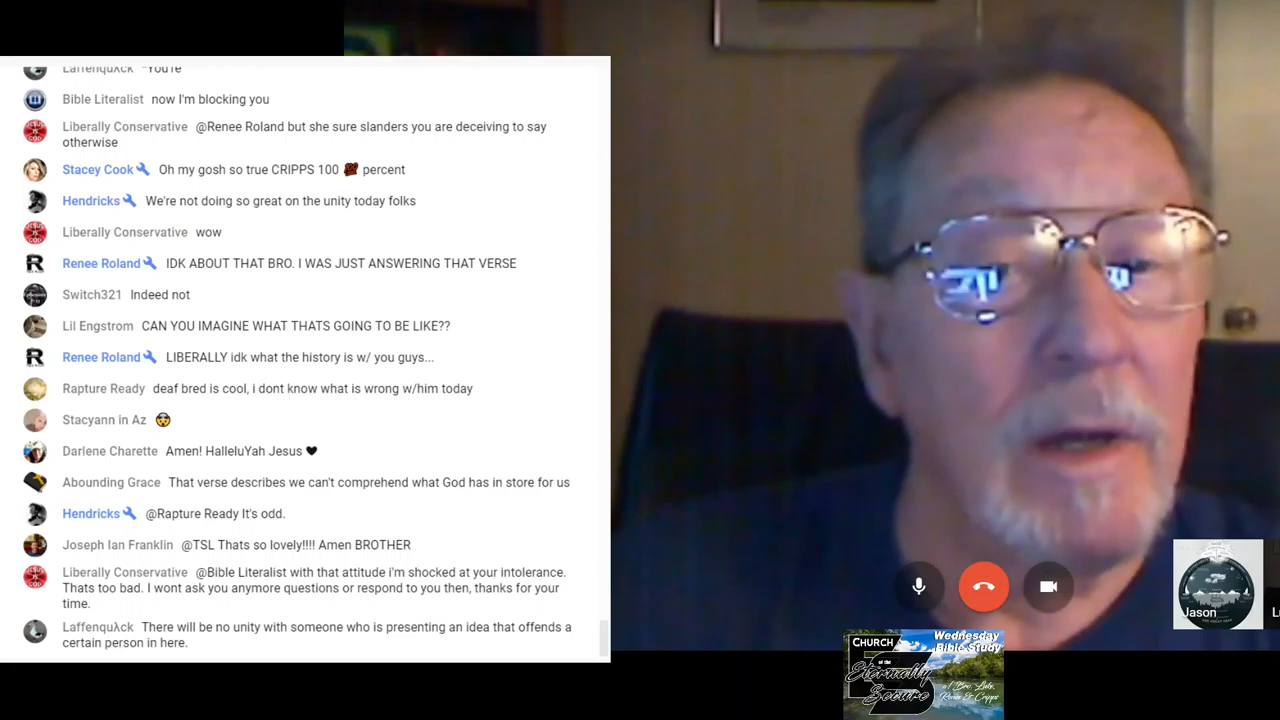 Laffenquλck "You're
Bible Literalist now I'm blocking you
Liberally Conservative @Renee Roland but she sure slanders you are deceiving to say
otherwise
Stacey Cook Oh my gosh so true CRIPPS 100 💯 percent
Hendricks We're not doing so great on the unity today folks
Liberally Conservative wow
Renee Roland IDK ABOUT THAT BRO. I WAS JUST ANSWERING THAT VERSE
Switch321 Indeed not
Lil Engstrom CAN YOU IMAGINE WHAT THATS GOING TO BE LIKE??
Renee Roland LIBERALLY idk what the history is w/ you guys...
Rapture Ready deaf bred is cool, i dont know what is wrong w/him today
Stacyann in Az
Darlene Charette Amen! HalleluYah Jesus ♥
Abounding Grace That verse describes we can't comprehend what God has in store for us
Hendricks @Rapture Ready It's odd.
Joseph Ian Franklin @TSL Thats so lovely!!!! Amen BROTHER
Liberally Conservative @Bible Literalist with that attitude i'm shocked at your intolerance.
Thats too bad. I wont ask you anymore questions or respond to you then, thanks for your
time.
Laffenquλck There will be no unity with someone who is presenting an idea that offends a
certain person in here.
Jason
CHURCH
of the
Eternally
Secure
Wednesday
Bible Study